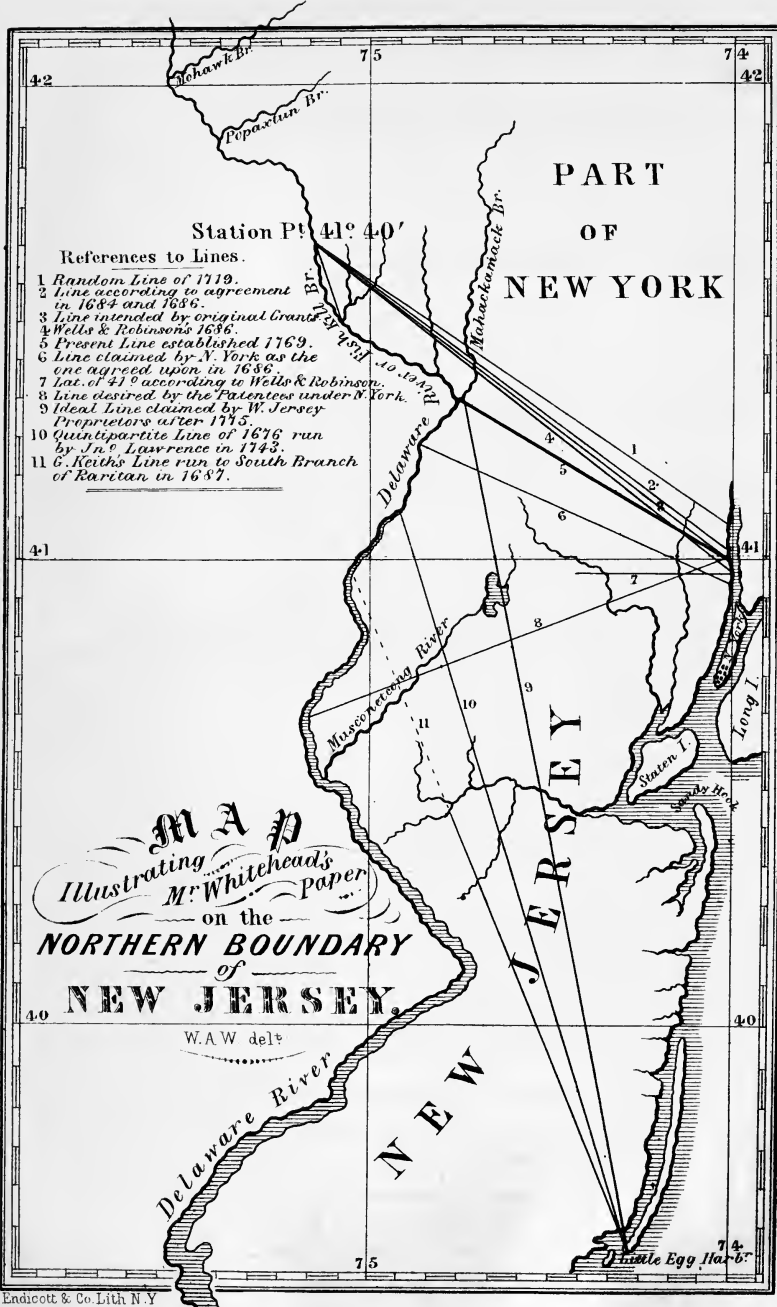 75
74
42
42
Mohawk Br.
Popaxtun Br.
PART
OF
NEW YORK
Station Pt. 41° 40'
References to Lines.
1 Random Line of 1719.
2 Line according to agreement
in 1684 and 1686.
3 Line intended by original Grants.
4 Wells & Robinson's 1686.
5 Present Line established 1769.
6 Line claimed by N. York as the
one agreed upon in 1686.
7 Lat. of 41° according to Wells & Robinson.
8 Line desired by the Patentees under N. York.
9 Ideal Line claimed by W. Jersey
Proprietors after 1775.
10 Quintipartite Line of 1676 run
by Jno. Lawrence in 1743.
11 G. Keith's Line run to South Branch
of Raritan in 1687.
Mahackamack Br.
Delaware River or Fish Kill Br.
1
2
4
5
6
41
41
7
8
9
10
11
Musconetcong River
N. York
Long I.
Staten I.
Sandy Hook
MAP
Illustrating
Mr. Whitehead's
Paper
on the
NORTHERN BOUNDARY
of
NEW JERSEY.
W.A.W delt.
40
40
NEW JERSEY
Delaware River
75
74
Little Egg Harbr.
Endicott & Co. Lith N.Y